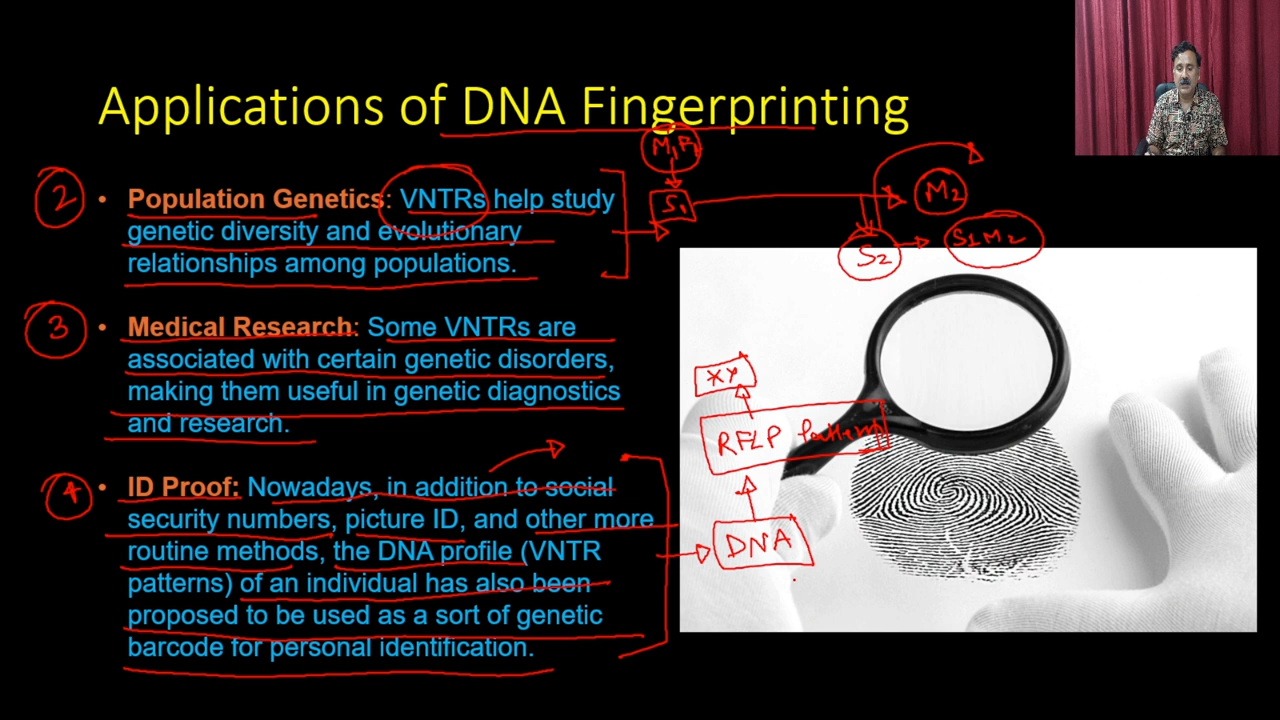 Applications of DNA Fingerprinting
M1R1
2
• Population Genetics: VNTRs help study
genetic diversity and evolutionary
relationships among populations.
S1
M2
S2
S1M2
3
• Medical Research: Some VNTRs are
associated with certain genetic disorders,
making them useful in genetic diagnostics
and research.
XY
RFLP Pattern
4
• ID Proof: Nowadays, in addition to social
security numbers, picture ID, and other more
routine methods, the DNA profile (VNTR
patterns) of an individual has also been
proposed to be used as a sort of genetic
barcode for personal identification.
DNA